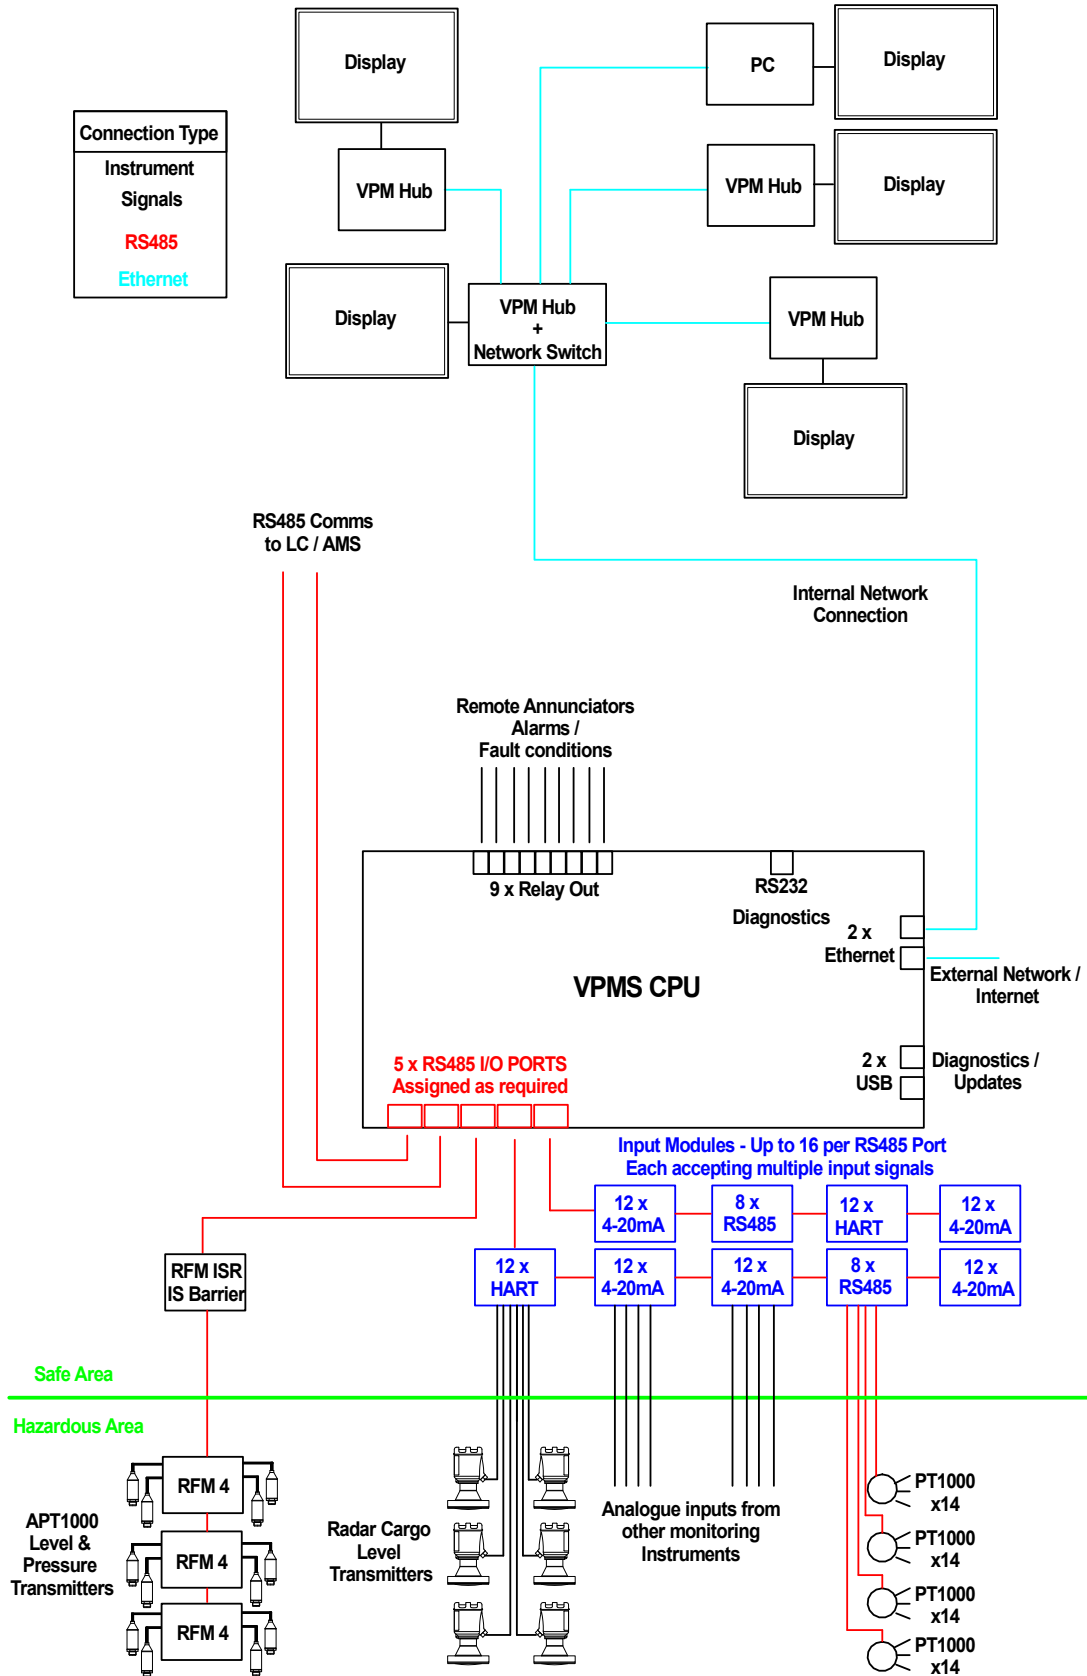 Display
PC
Display
Connection Type
Instrument
Signals
RS485
Ethernet
VPM Hub
VPM Hub
Display
Display
VPM Hub
+
Network Switch
VPM Hub
Display
RS485 Comms
to LC / AMS
Internal Network
Connection
Remote Annunciators
Alarms /
Fault conditions
9 x Relay Out
RS232
Diagnostics
2 x
Ethernet
External Network /
Internet
VPMS CPU
2 x
USB
Diagnostics /
Updates
5 x RS485 I/O PORTS
Assigned as required
Input Modules - Up to 16 per RS485 Port
Each accepting multiple input signals
12 x
4-20mA
8 x
RS485
12 x
HART
12 x
4-20mA
RFM ISR
IS Barrier
12 x
HART
12 x
4-20mA
12 x
4-20mA
8 x
RS485
12 x
4-20mA
Safe Area
Hazardous Area
APT1000
Level &
Pressure
Transmitters
RFM 4
RFM 4
RFM 4
Radar Cargo
Level
Transmitters
Analogue inputs from
other monitoring
Instruments
PT1000
x14
PT1000
x14
PT1000
x14
PT1000
x14